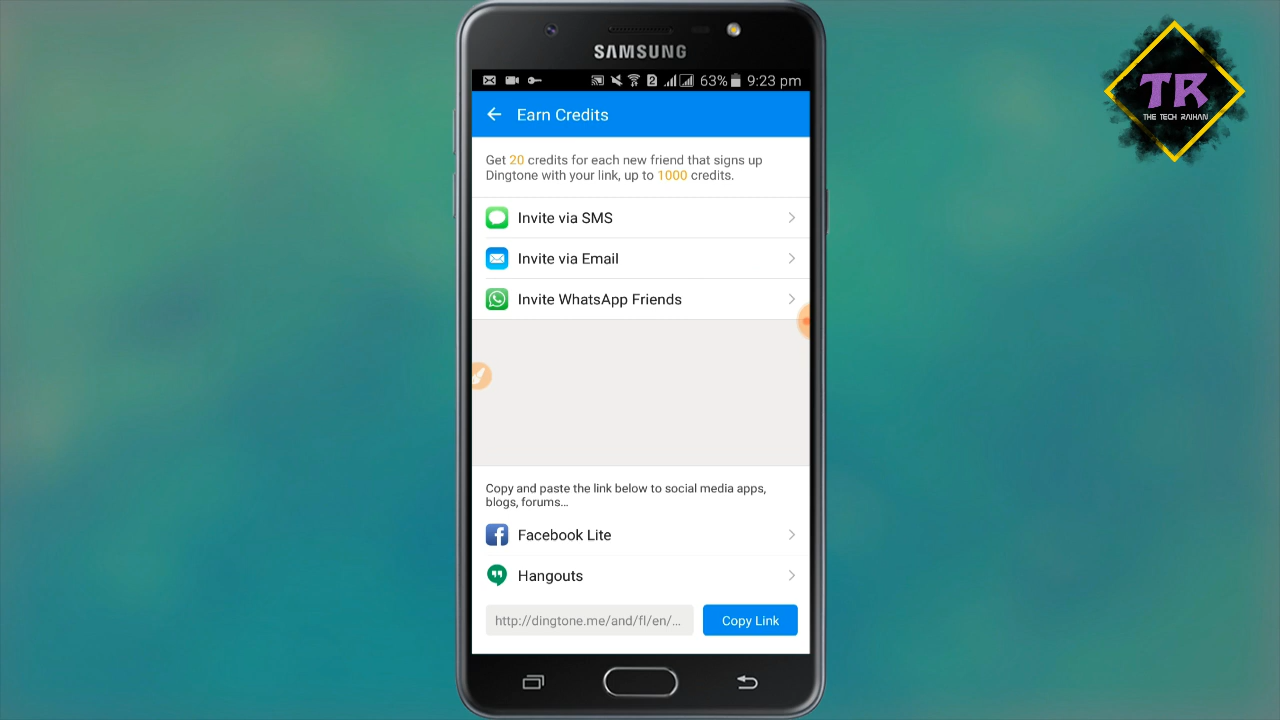 SAMSUNG
63% 9:23 pm
Earn Credits
Get 20 credits for each new friend that signs up
Dingtone with your link, up to 1000 credits.
Invite via SMS
Invite via Email
Invite WhatsApp Friends
Copy and paste the link below to social media apps,
blogs, forums...
Facebook Lite
Hangouts
http://dingtone.me/and/fl/en/...
Copy Link
TR
THE TECH RAIHAN